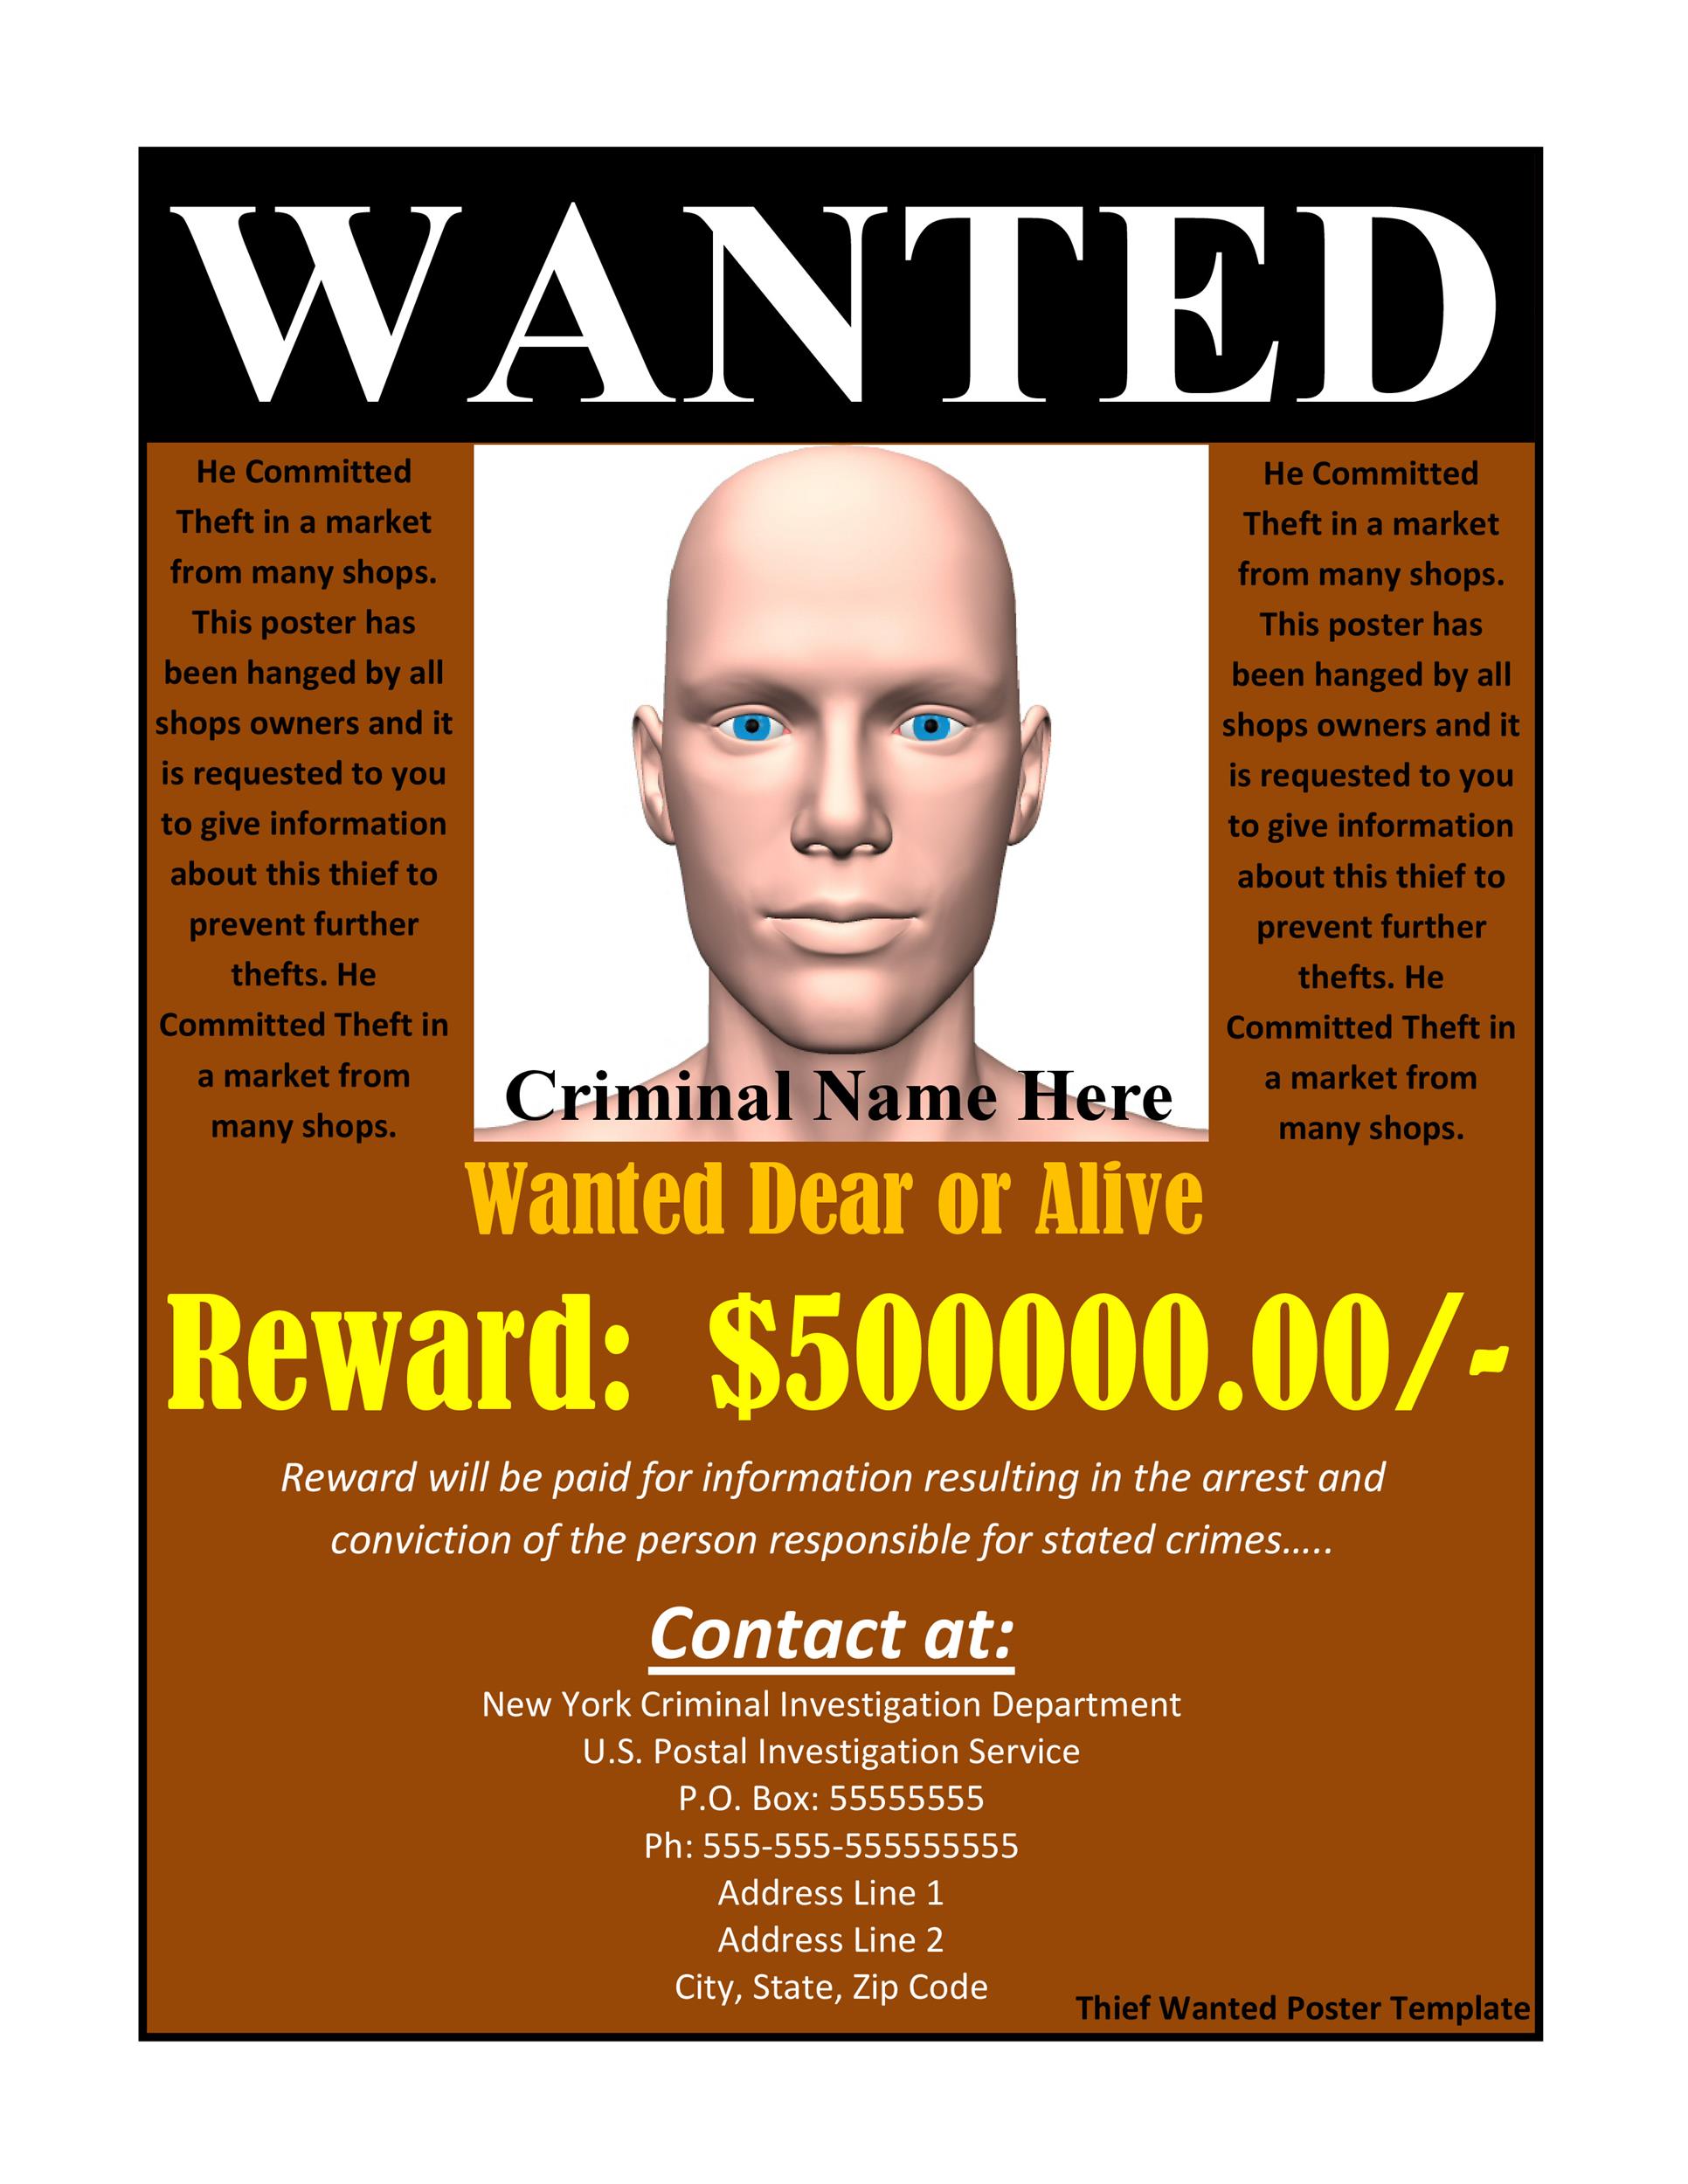 WANTED
He Committed
Theft in a market
from many shops.
This poster has
been hanged by all
shops owners and it
is requested to you
to give information
about this thief to
prevent further
thefts. He
Committed Theft in
a market from
many shops.
Criminal Name Here
He Committed
Theft in a market
from many shops.
This poster has
been hanged by all
shops owners and it
is requested to you
to give information
about this thief to
prevent further
thefts. He
Committed Theft in
a market from
many shops.
Wanted Dear or Alive
Reward: $500000.00/-
Reward will be paid for information resulting in the arrest and
conviction of the person responsible for stated crimes…..
Contact at:
New York Criminal Investigation Department
U.S. Postal Investigation Service
P.O. Box: 55555555
Ph: 555-555-555555555
Address Line 1
Address Line 2
City, State, Zip Code
Thief Wanted Poster Template